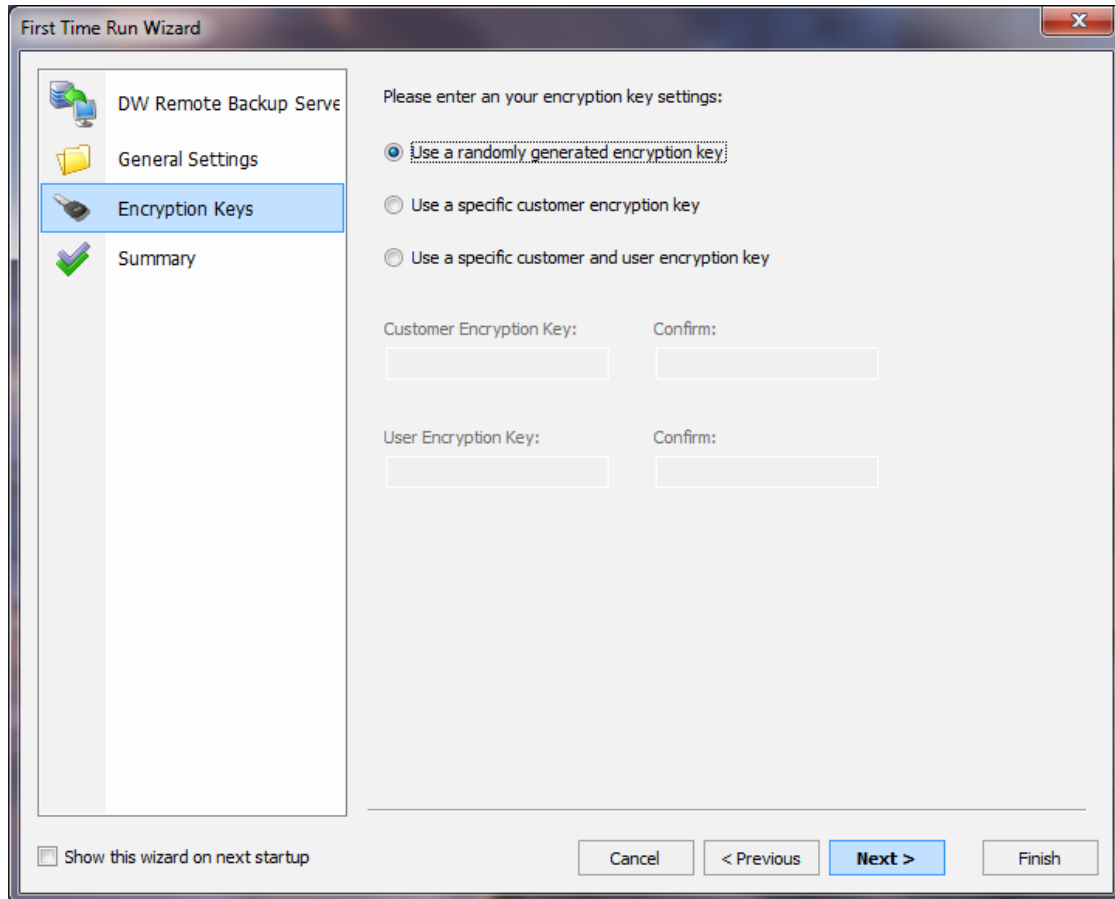 First Time Run Wizard
x
DW Remote Backup Serve
General Settings
Encryption Keys
Summary
Please enter an your encryption key settings:
Use a randomly generated encryption key
Use a specific customer encryption key
Use a specific customer and user encryption key
Customer Encryption Key: Confirm:
User Encryption Key: Confirm:
Show this wizard on next startup
Cancel < Previous Next > Finish